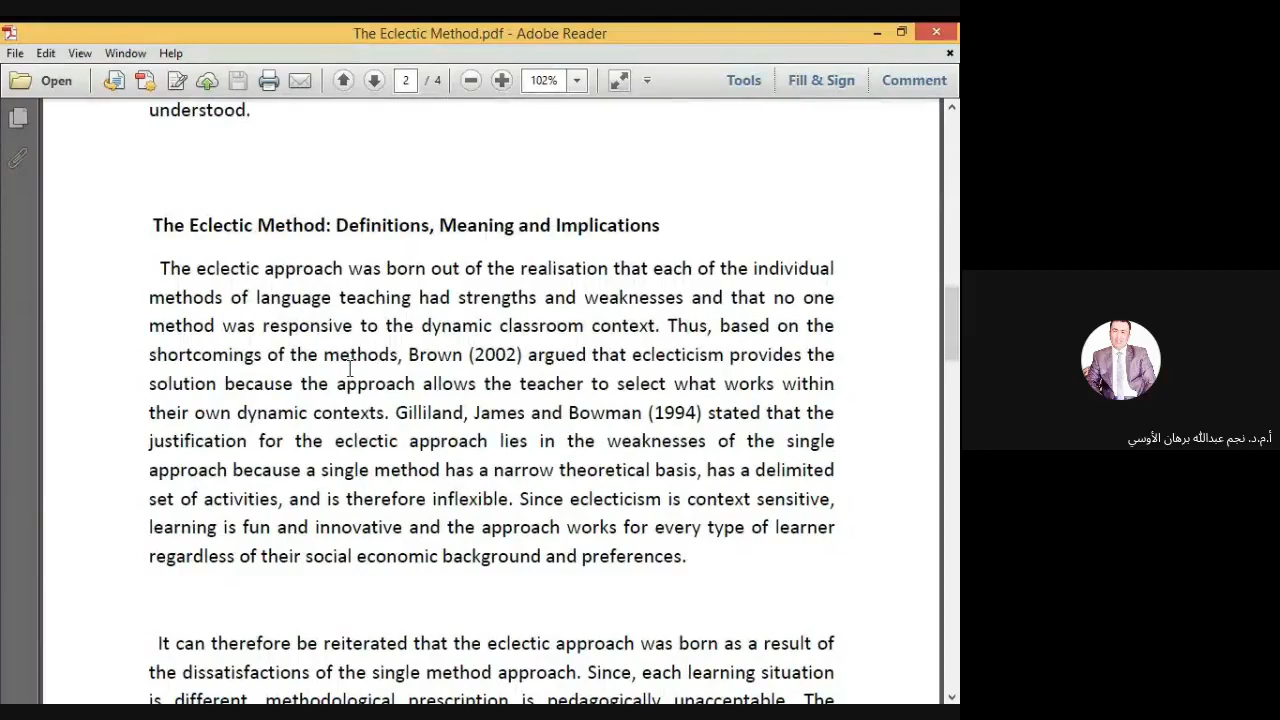 The Eclectic Method.pdf - Adobe Reader
File Edit View Window Help
Open 2 / 4 102% Tools Fill & Sign Comment
understood.
The Eclectic Method: Definitions, Meaning and Implications
The eclectic approach was born out of the realisation that each of the individual
methods of language teaching had strengths and weaknesses and that no one
method was responsive to the dynamic classroom context. Thus, based on the
shortcomings of the methods, Brown (2002) argued that eclecticism provides the
solution because the approach allows the teacher to select what works within
their own dynamic contexts. Gilliland, James and Bowman (1994) stated that the
justification for the eclectic approach lies in the weaknesses of the single
approach because a single method has a narrow theoretical basis, has a delimited
set of activities, and is therefore inflexible. Since eclecticism is context sensitive,
learning is fun and innovative and the approach works for every type of learner
regardless of their social economic background and preferences.
It can therefore be reiterated that the eclectic approach was born as a result of
the dissatisfactions of the single method approach. Since, each learning situation
is different, methodological prescription is pedagogically unacceptable. The
أ.م.د. نجم عبدالله برهان الأوسي